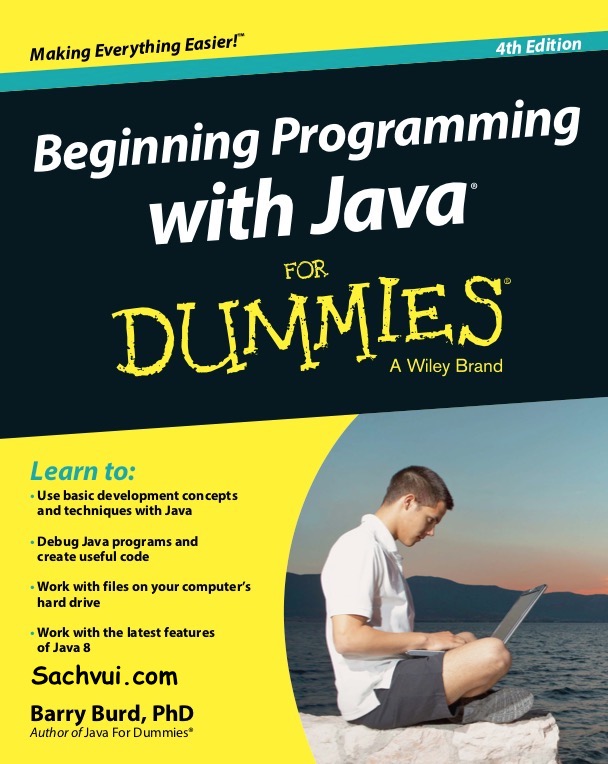 Making Everything Easier!™
4th Edition
Beginning Programming
with Java®
FOR
DUMMIES®
A Wiley Brand
Learn to:
• Use basic development concepts
and techniques with Java
• Debug Java programs and
create useful code
• Work with files on your computer's
hard drive
• Work with the latest features
of Java 8
Sachvui.com
Barry Burd, PhD
Author of Java For Dummies®